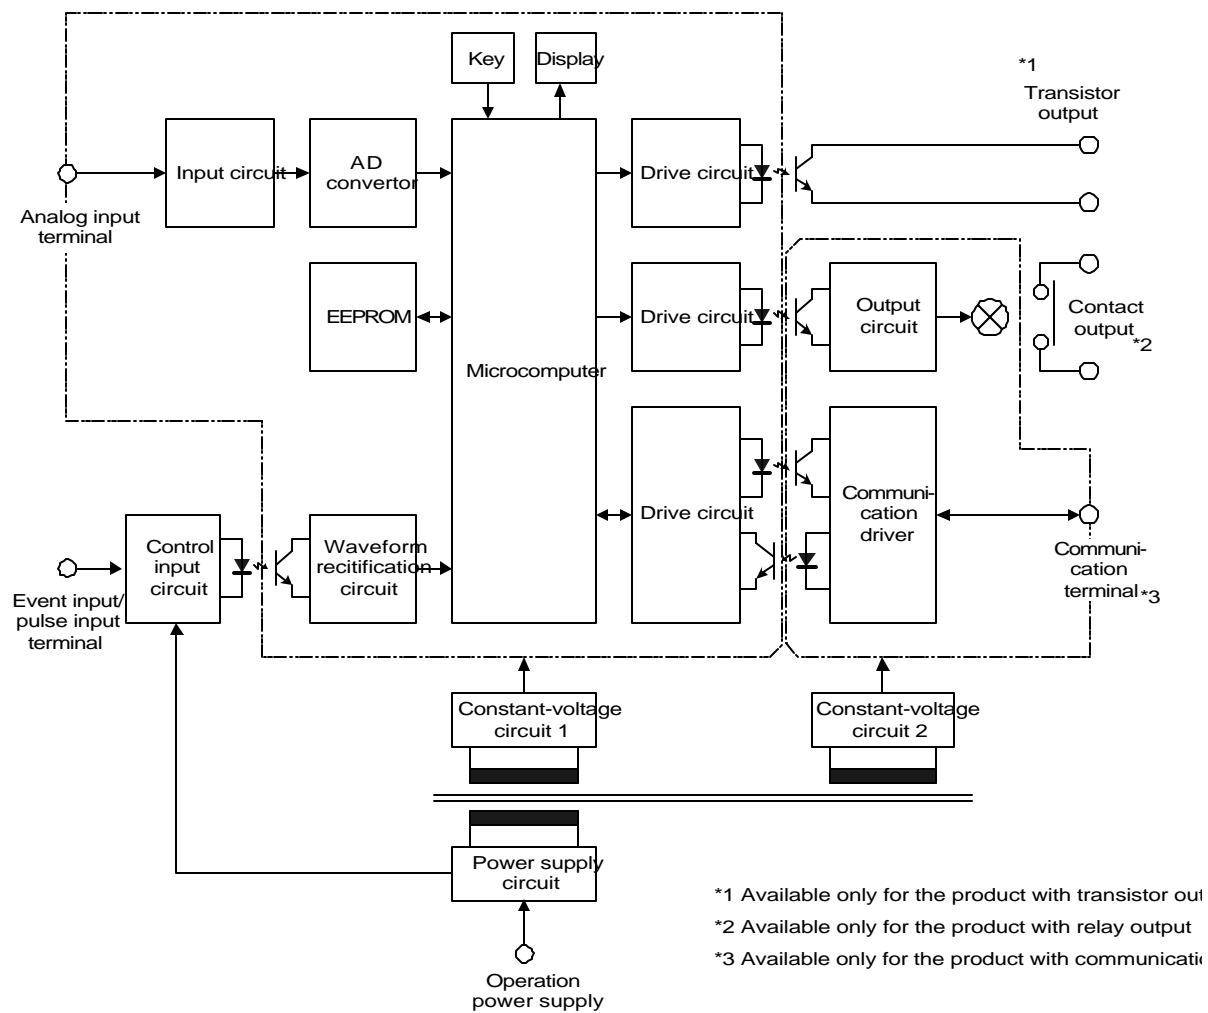 Key
Display
*1
Transistor
output
Input circuit
AD
convertor
Drive circuit
Analog input
terminal
EEPROM
Drive circuit
Output
circuit
Contact
output
*2
Microcomputer
Drive circuit
Communi-
cation
driver
Control
input
circuit
Waveform
recitification
circuit
Communi-
cation
terminal *3
Event input/
pulse input
terminal
Constant-voltage
circuit 1
Constant-voltage
circuit 2
Power supply
circuit
*1 Available only for the product with transistor
*2 Available only for the product with relay output
*3 Available only for the product with
Operation
power supply